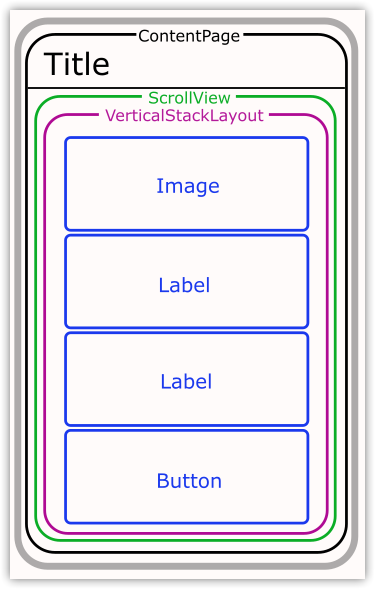 ContentPage
Title
ScrollView
VerticalStackLayout
Image
Label
Label
Button